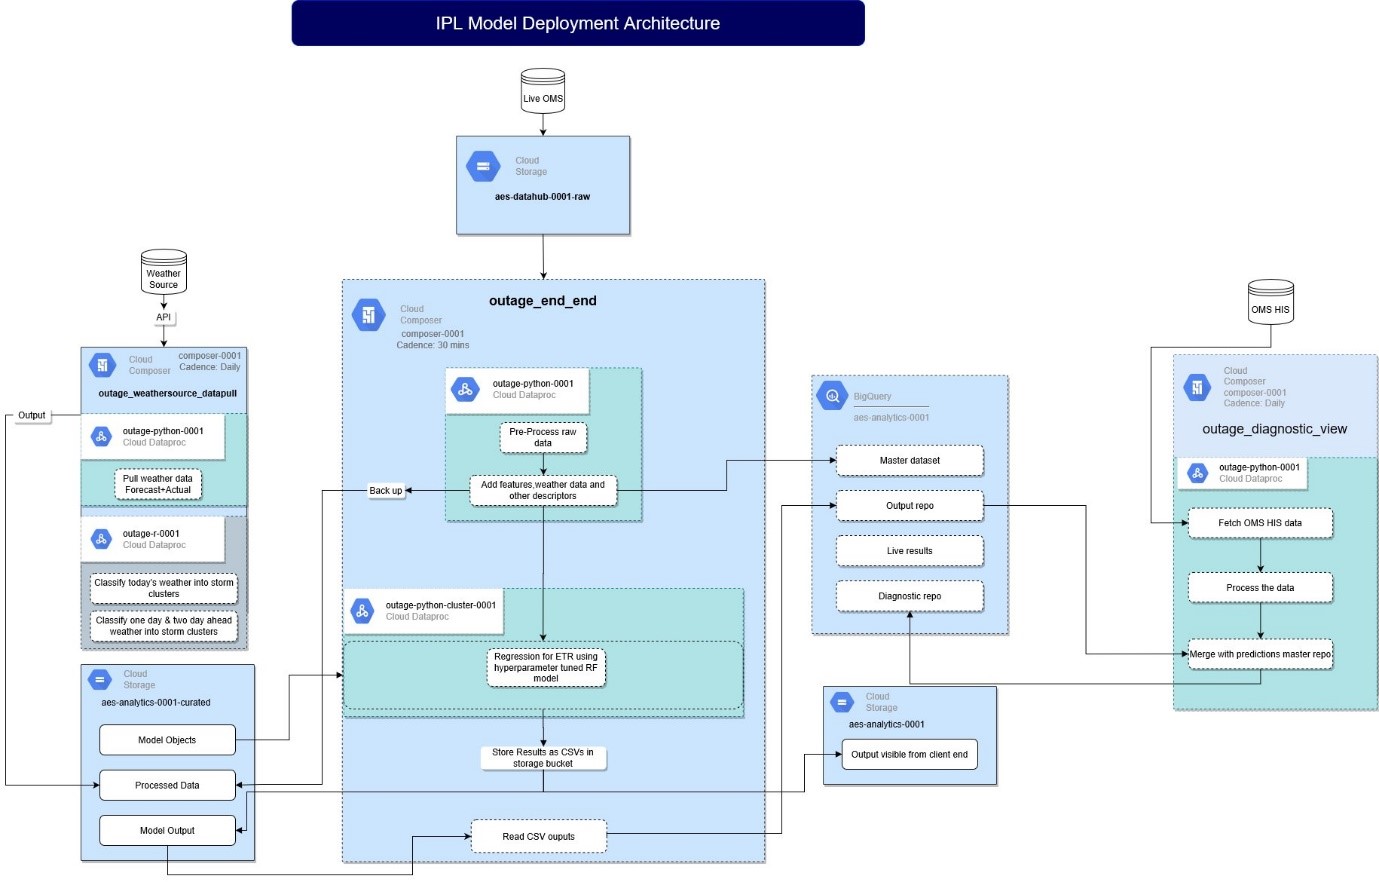 IPL Model Deployment Architecture
Live OMS
Cloud
Storage
aes-datahub-0001-raw
Weather
Source
API
Cloud
Composer
composer-0001
Cadence: Daily
outage_weathersource_datapull
Output
outage-python-0001
Cloud Dataproc
Pull weather data
Forecast+Actual
outage-r-0001
Cloud Dataproc
Classify today's weather into storm
clusters
Classify one day & two day ahead
weather into storm clusters
Cloud
Storage
aes-analytics-0001-curated
Model Objects
Processed Data
Model Output
outage_end_end
Cloud
Composer
composer-0001
Cadence: 30 mins
outage-python-0001
Cloud Dataproc
Pre-Process raw
data
Add features,weather data and
other descriptors
Back up
outage-python-cluster-0001
Cloud Dataproc
Regression for ETR using
hyperparameter tuned RF
model
Store Results as CSVs in
storage bucket
Read CSV ouputs
BigQuery
aes-analytics-0001
Master dataset
Output repo
Live results
Diagnostic repo
Cloud
Storage
aes-analytics-0001
Output visible from client end
OMS HIS
Cloud
Composer
composer-0001
Cadence: Daily
outage_diagnostic_view
outage-python-0001
Cloud Dataproc
Fetch OMS HIS data
Process the data
Merge with predictions master repo